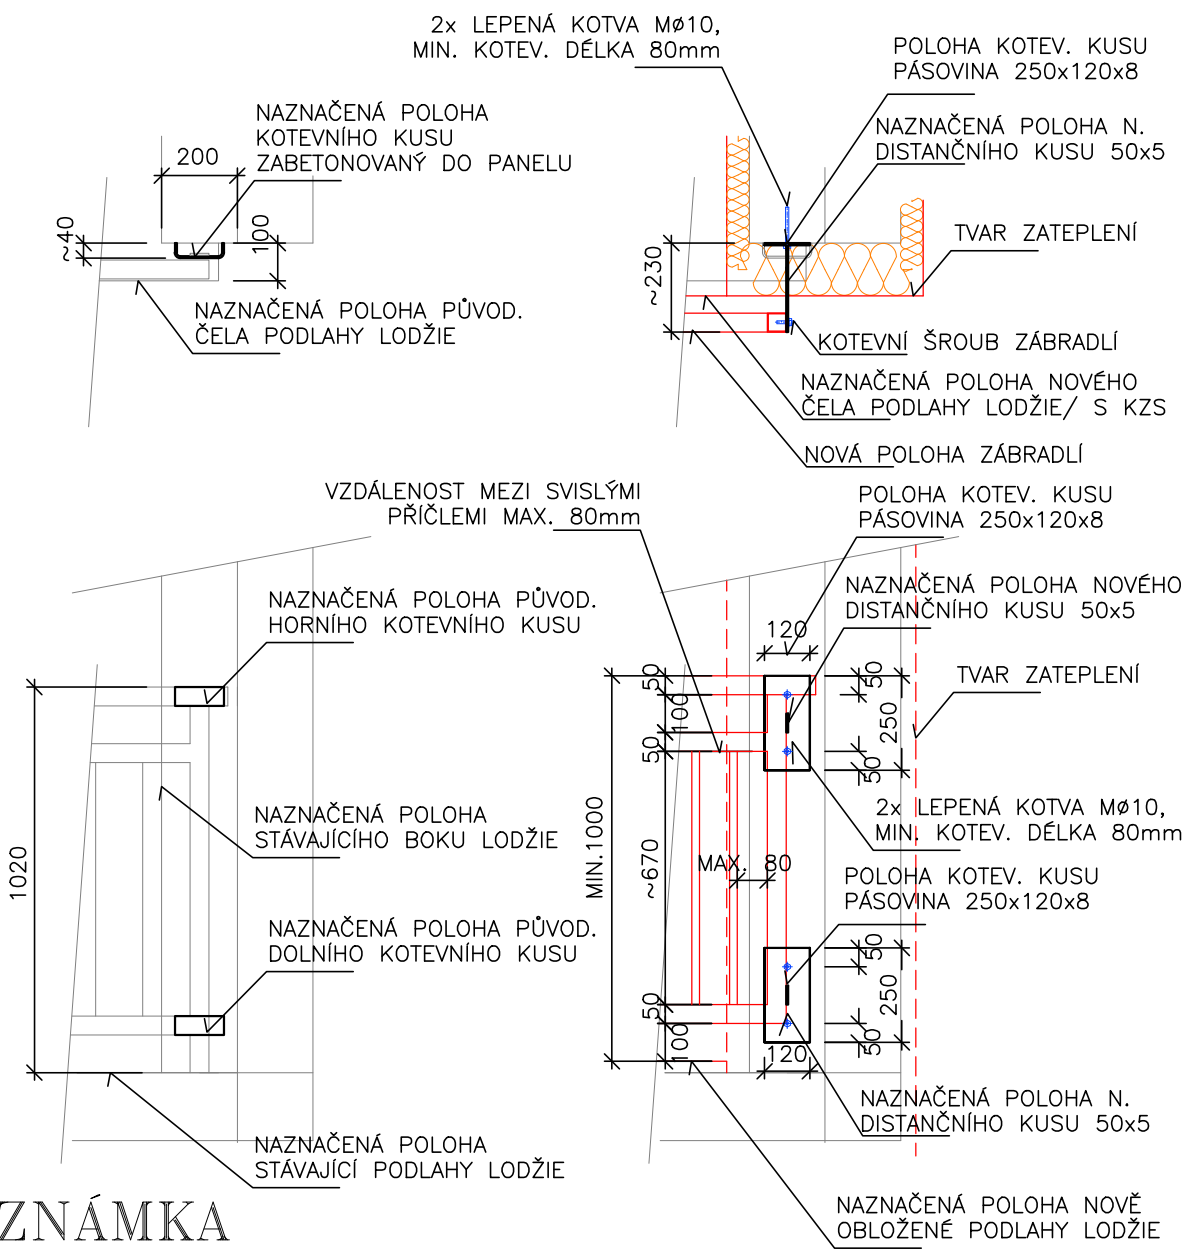 2x LEPENÁ KOTVA Mø10,
MIN. KOTEV. DÉLKA 80mm
POLOHA KOTEV. KUSU
PÁSOVINA 250x120x8
NAZNAČENÁ POLOHA
KOTEVNÍHO KUSU
ZABETONOVANÝ DO PANELU
200
NAZNAČENÁ POLOHA N.
DISTANČNÍHO KUSU 50x5
~40
100
TVAR ZATEPLENÍ
~230
NAZNAČENÁ POLOHA PŮVOD.
ČELA PODLAHY LODŽIE
KOTEVNÍ ŠROUB ZÁBRADLÍ
NAZNAČENÁ POLOHA NOVÉHO
ČELA PODLAHY LODŽIE/ S KZS
NOVÁ POLOHA ZÁBRADLÍ
VZDÁLENOST MEZI SVISLÝMI
PŘÍČLEMI MAX. 80mm
POLOHA KOTEV. KUSU
PÁSOVINA 250x120x8
NAZNAČENÁ POLOHA PŮVOD.
HORNÍHO KOTEVNÍHO KUSU
NAZNAČENÁ POLOHA NOVÉHO
DISTANČNÍHO KUSU 50x5
120
50
50
TVAR ZATEPLENÍ
100
250
50
50
NAZNAČENÁ POLOHA
STÁVAJÍCÍHO BOKU LODŽIE
2x LEPENÁ KOTVA Mø10,
MIN. KOTEV. DÉLKA 80mm
1020
MIN.1000
~670
MAX. 80
POLOHA KOTEV. KUSU
PÁSOVINA 250x120x8
NAZNAČENÁ POLOHA PŮVOD.
DOLNÍHO KOTEVNÍHO KUSU
50
250
50
50
100
120
NAZNAČENÁ POLOHA N.
DISTANČNÍHO KUSU 50x5
NAZNAČENÁ POLOHA
STÁVAJÍCÍ PODLAHY LODŽIE
NAZNAČENÁ POLOHA NOVĚ
OBLOŽENÉ PODLAHY LODŽIE
ZNÁMKA